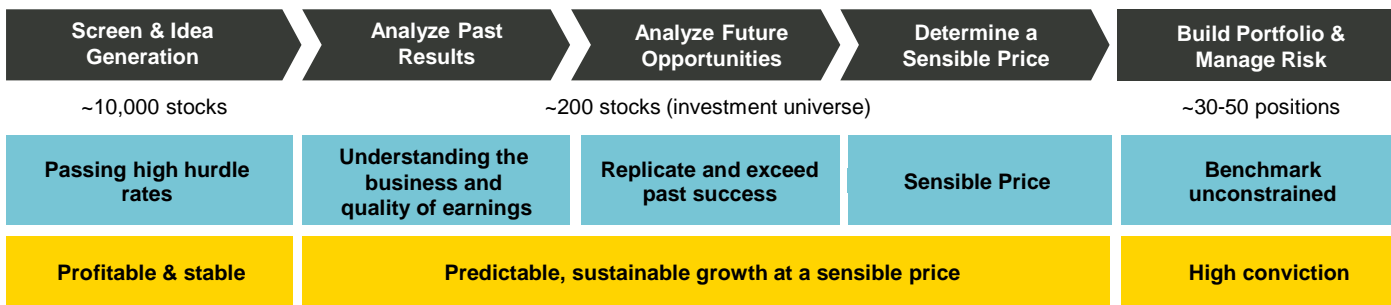 Screen & Idea
Generation
Analyze Past
Results
Analyze Future
Opportunities
Determine a
Sensible Price
Build Portfolio &
Manage Risk
~10,000 stocks
~200 stocks (investment universe)
~30-50 positions
Passing high hurdle
rates
Understanding the
business and
quality of earnings
Replicate and exceed
past success
Sensible Price
Benchmark
unconstrained
Profitable & stable
Predictable, sustainable growth at a sensible price
High conviction